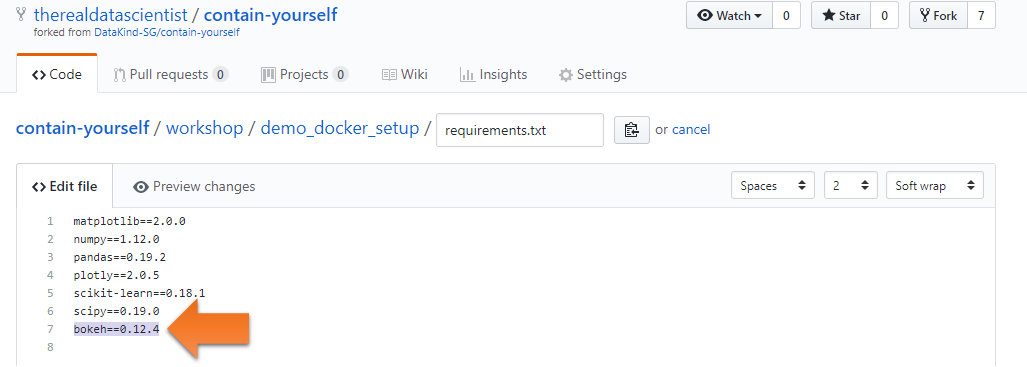 therealdatascientist / contain-yourself
Watch 0 Star 0 Fork 7
forked from DataKind-SG/contain-yourself
Code Pull requests 0 Projects 0 Wiki Insights Settings
contain-yourself / workshop / demo_docker_setup / requirements.txt or cancel
Edit file Preview changes Spaces 2 Soft wrap
1 matplotlib==2.0.0
2 numpy==1.12.0
3 pandas==0.19.2
4 plotly==2.0.5
5 scikit-learn==0.18.1
6 scipy==0.19.0
7 bokeh==0.12.4
8